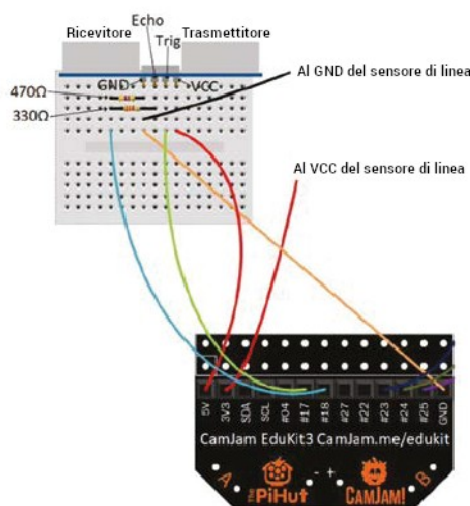 Echo
Ricevitore
Trasmettitore
Trig
GND
VCC
Al GND del sensore di linea
470Ω
330Ω
Al VCC del sensore di linea
5V
3V3
SDA
SCL
#04
#17
#18
#27
#22
#23
#24
#25
GND
CamJam EduKit3 CamJam.me/edukit
A
- +
B
THE
PiHut
CAMJAM!